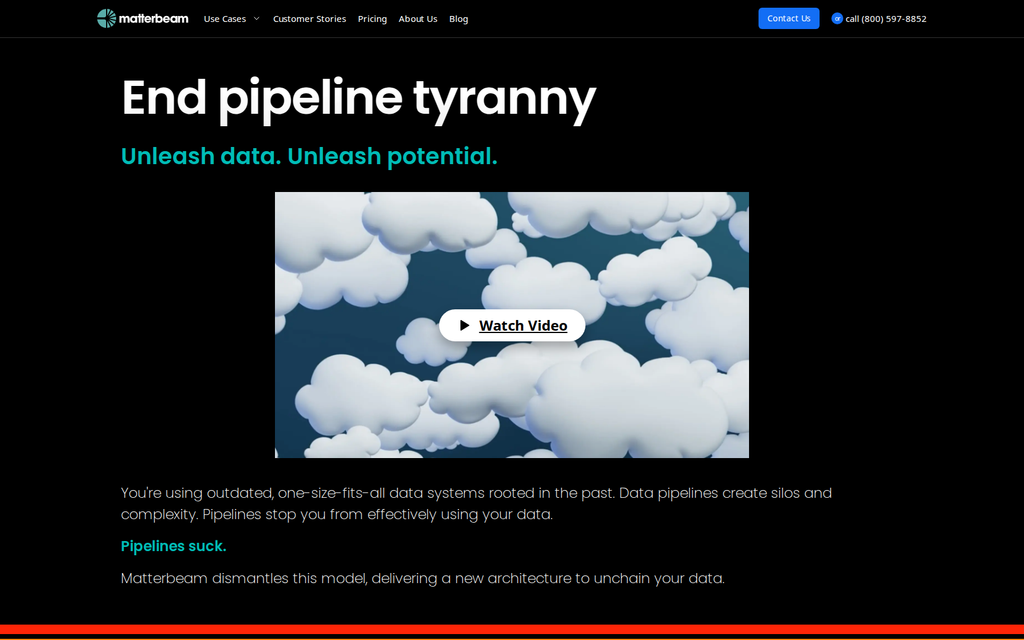 matterbeam
Use Cases
Customer Stories
Pricing
About Us
Blog
Contact Us
or
call (800) 597-8852
End pipeline tyranny
Unleash data. Unleash potential.
Watch Video
You're using outdated, one-size-fits-all data systems rooted in the past. Data pipelines create silos and
complexity. Pipelines stop you from effectively using your data.
Pipelines suck.
Matterbeam dismantles this model, delivering a new architecture to unchain your data.